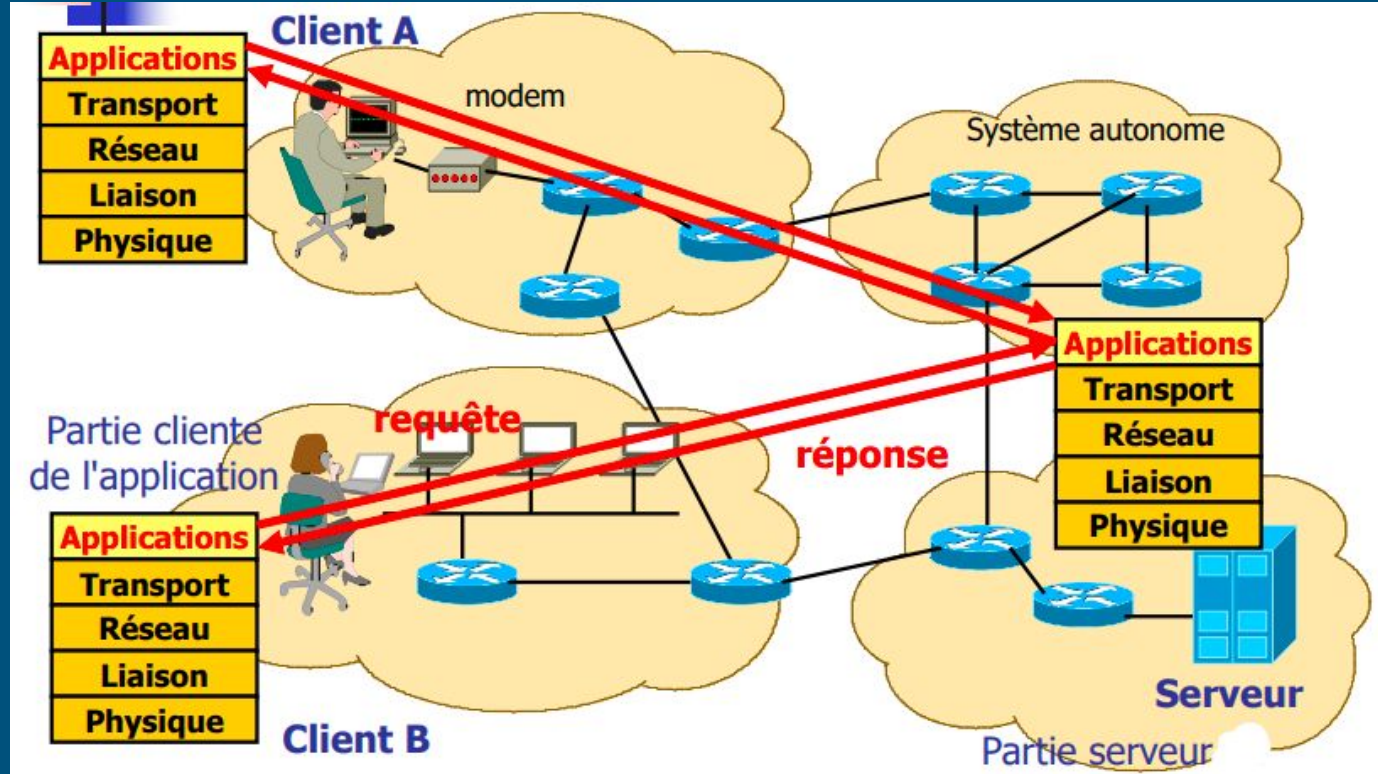 Client A
Applications
Transport
Réseau
Liaison
Physique
modem
Système autonome
Applications
Transport
Réseau
Liaison
Physique
requête
réponse
Partie cliente
de l'application
Applications
Transport
Réseau
Liaison
Physique
Client B
Serveur
Partie serveur